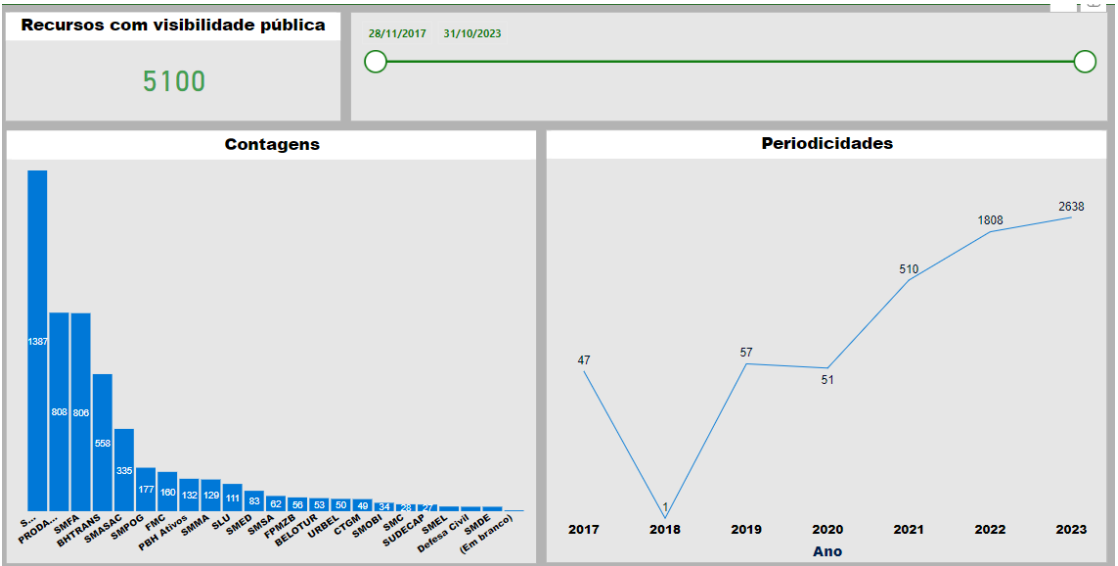 Recursos com visibilidade pública
5100
28/11/2017 31/10/2023
Contagens
1387
808
806
558
335
177
160
132
129
111
83
62
56
53
50
49
34
28
27
S...
PRODA...
SMFA
BHTRANS
SMASAC
SMPOG
FMC
PBH Ativos
SMMA
SLU
SMED
SMSA
FPMZB
BELOTUR
URBEL
CTGM
SMOBI
SMC
SUDECAP
SMEL
Defesa Civil
SMDE
(Em branco)
Periodicidades
47
1
57
51
510
1808
2638
2017 2018 2019 2020 2021 2022 2023
Ano